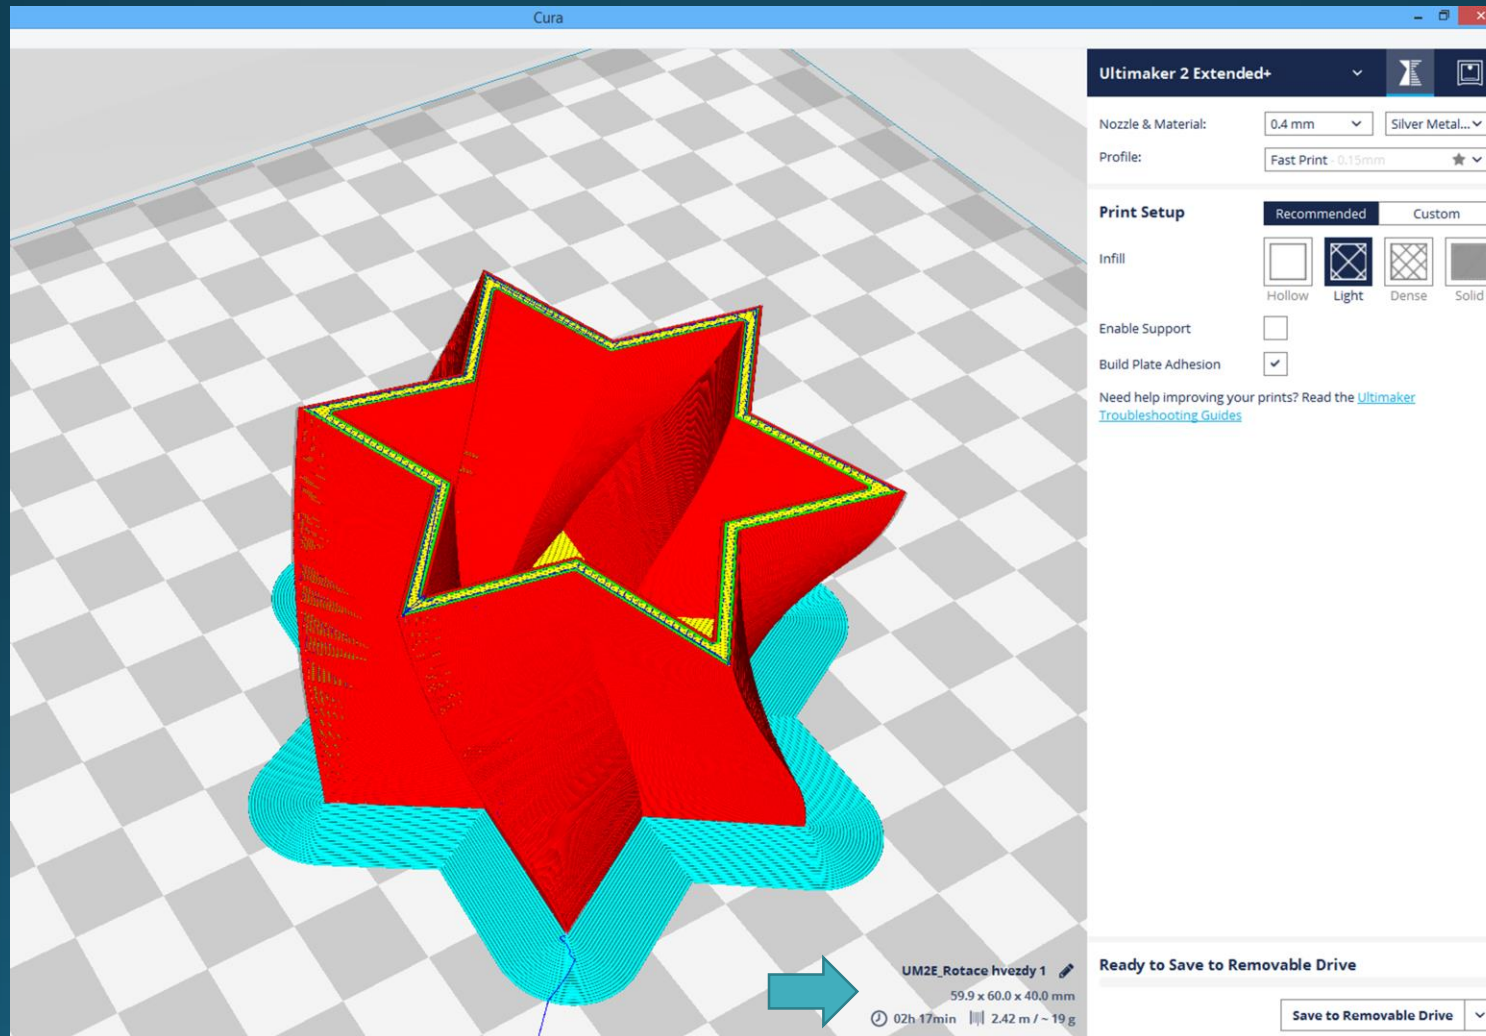 Cura
Ultimaker 2 Extended+
Nozzle & Material:
0.4 mm
Silver Metal...
Profile:
Fast Print - 0.15mm
Print Setup
Recommended
Custom
Infill
Hollow
Light
Dense
Solid
Enable Support
Build Plate Adhesion
Need help improving your prints? Read the Ultimaker
Troubleshooting Guides
UM2E_Rotace hvezdy 1
59.9 x 60.0 x 40.0 mm
02h 17min
2.42 m / ~ 19 g
Ready to Save to Removable Drive
Save to Removable Drive